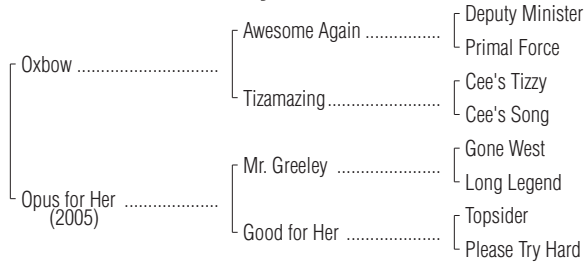 Deputy Minister
Awesome Again ................
Primal Force
Oxbow ..............................
Cee's Tizzy
Tizamazing.....................
Cee's Song
Gone West
Mr. Greeley ......................
Long Legend
Opus for Her ....................
(2005)
Topsider
Good for Her ....................
Please Try Hard